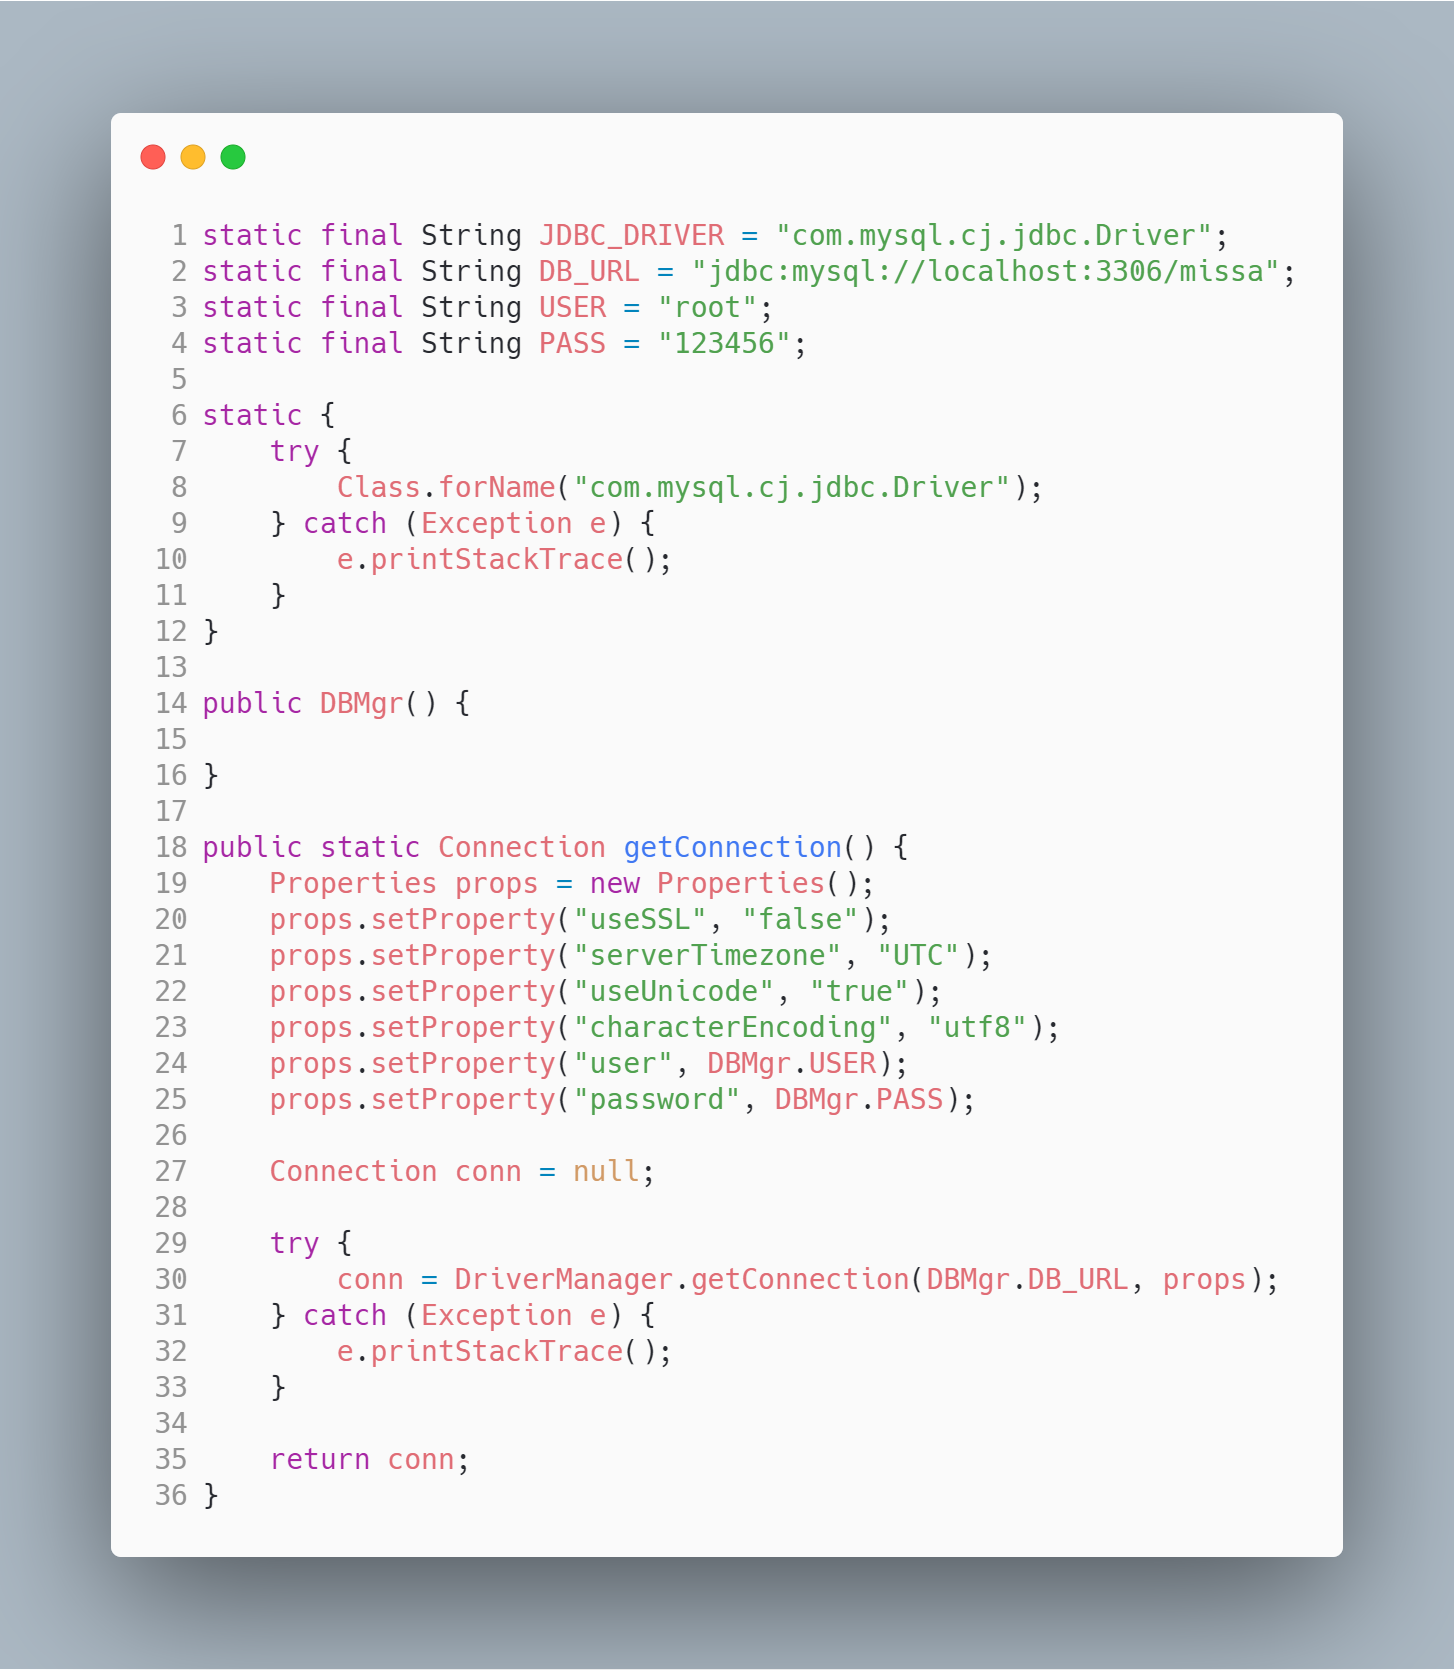 1 static final String JDBC_DRIVER = "com.mysql.cj.jdbc.Driver";
2 static final String DB_URL = "jdbc:mysql://localhost:3306/missa";
3 static final String USER = "root";
4 static final String PASS = "123456";
5
6 static {
7     try {
8         Class.forName("com.mysql.cj.jdbc.Driver");
9     } catch (Exception e) {
10         e.printStackTrace();
11     }
12 }
13
14 public DBMgr() {
15
16 }
17
18 public static Connection getConnection() {
19     Properties props = new Properties();
20     props.setProperty("useSSL", "false");
21     props.setProperty("serverTimezone", "UTC");
22     props.setProperty("useUnicode", "true");
23     props.setProperty("characterEncoding", "utf8");
24     props.setProperty("user", DBMgr.USER);
25     props.setProperty("password", DBMgr.PASS);
26
27     Connection conn = null;
28
29     try {
30         conn = DriverManager.getConnection(DBMgr.DB_URL, props);
31     } catch (Exception e) {
32         e.printStackTrace();
33     }
34
35     return conn;
36 }